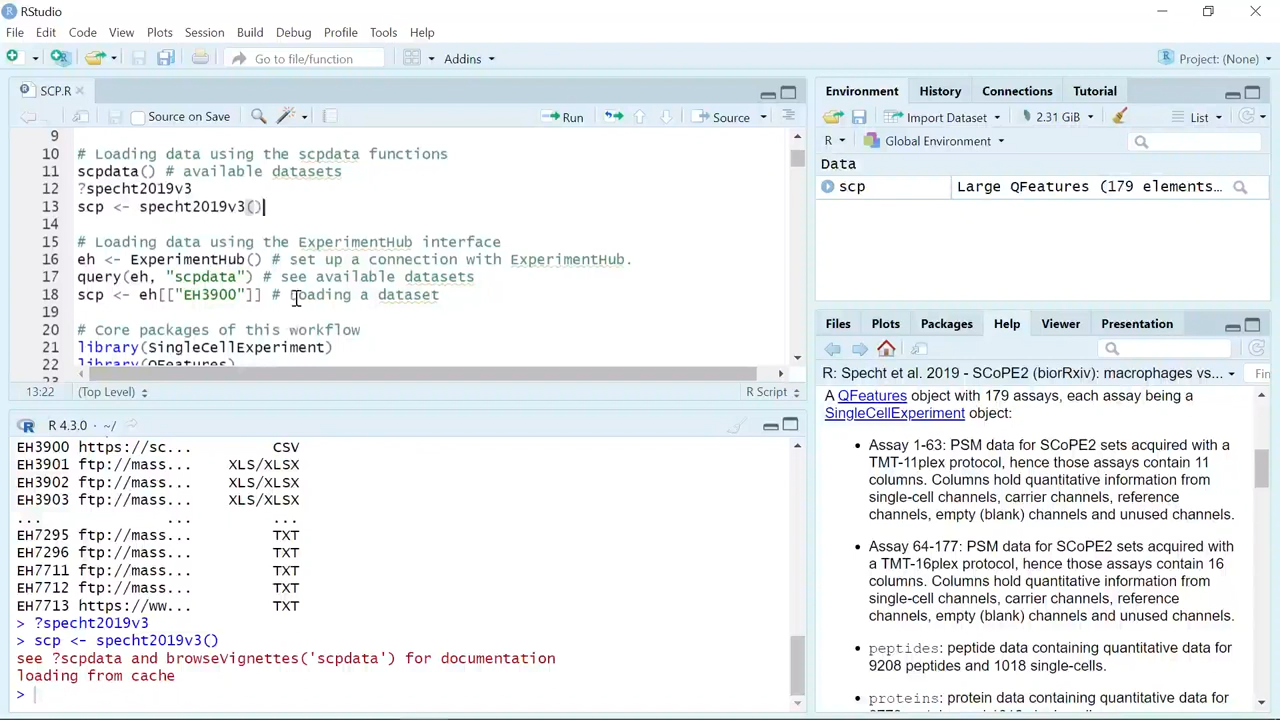 RStudio
File Edit Code View Plots Session Build Debug Profile Tools Help
Go to file/function Addins Project: (None)
SCP.R
Source on Save Run Source
9
10 # Loading data using the scpdata functions
11 scpdata() # available datasets
12 ?specht2019v3
13 scp <- specht2019v3()
14
15 # Loading data using the ExperimentHub interface
16 eh <- ExperimentHub() # set up a connection with ExperimentHub.
17 query(eh, "scpdata") # see available datasets
18 scp <- eh[["EH3900"]] # loading a dataset
19
20 # Core packages of this workflow
21 library(SingleCellExperiment)
22 library(QFeatures)
13:22 (Top Level) R Script
R 4.3.0 · ~/
EH3900 https://sc... CSV
EH3901 ftp://mass... XLS/XLSX
EH3902 ftp://mass... XLS/XLSX
EH3903 ftp://mass... XLS/XLSX
... ... ...
EH7295 ftp://mass... TXT
EH7296 ftp://mass... TXT
EH7711 ftp://mass... TXT
EH7712 ftp://mass... TXT
EH7713 https://ww... TXT
> ?specht2019v3
> scp <- specht2019v3()
see ?scpdata and browseVignettes('scpdata') for documentation
loading from cache
>
Environment History Connections Tutorial
Import Dataset 2.31 GiB List
R Global Environment
Data
scp Large QFeatures (179 elements...
Files Plots Packages Help Viewer Presentation
R: Specht et al. 2019 - SCoPE2 (biorRxiv): macrophages vs... Fin
A QFeatures object with 179 assays, each assay being a
SingleCellExperiment object:
• Assay 1-63: PSM data for SCoPE2 sets acquired with a
TMT-11plex protocol, hence those assays contain 11
columns. Columns hold quantitative information from
single-cell channels, carrier channels, reference
channels, empty (blank) channels and unused channels.
• Assay 64-177: PSM data for SCoPE2 sets acquired with
a TMT-16plex protocol, hence those assays contain 16
columns. Columns hold quantitative information from
single-cell channels, carrier channels, reference
channels, empty (blank) channels and unused channels.
• peptides: peptide data containing quantitative data for
9208 peptides and 1018 single-cells.
• proteins: protein data containing quantitative data for